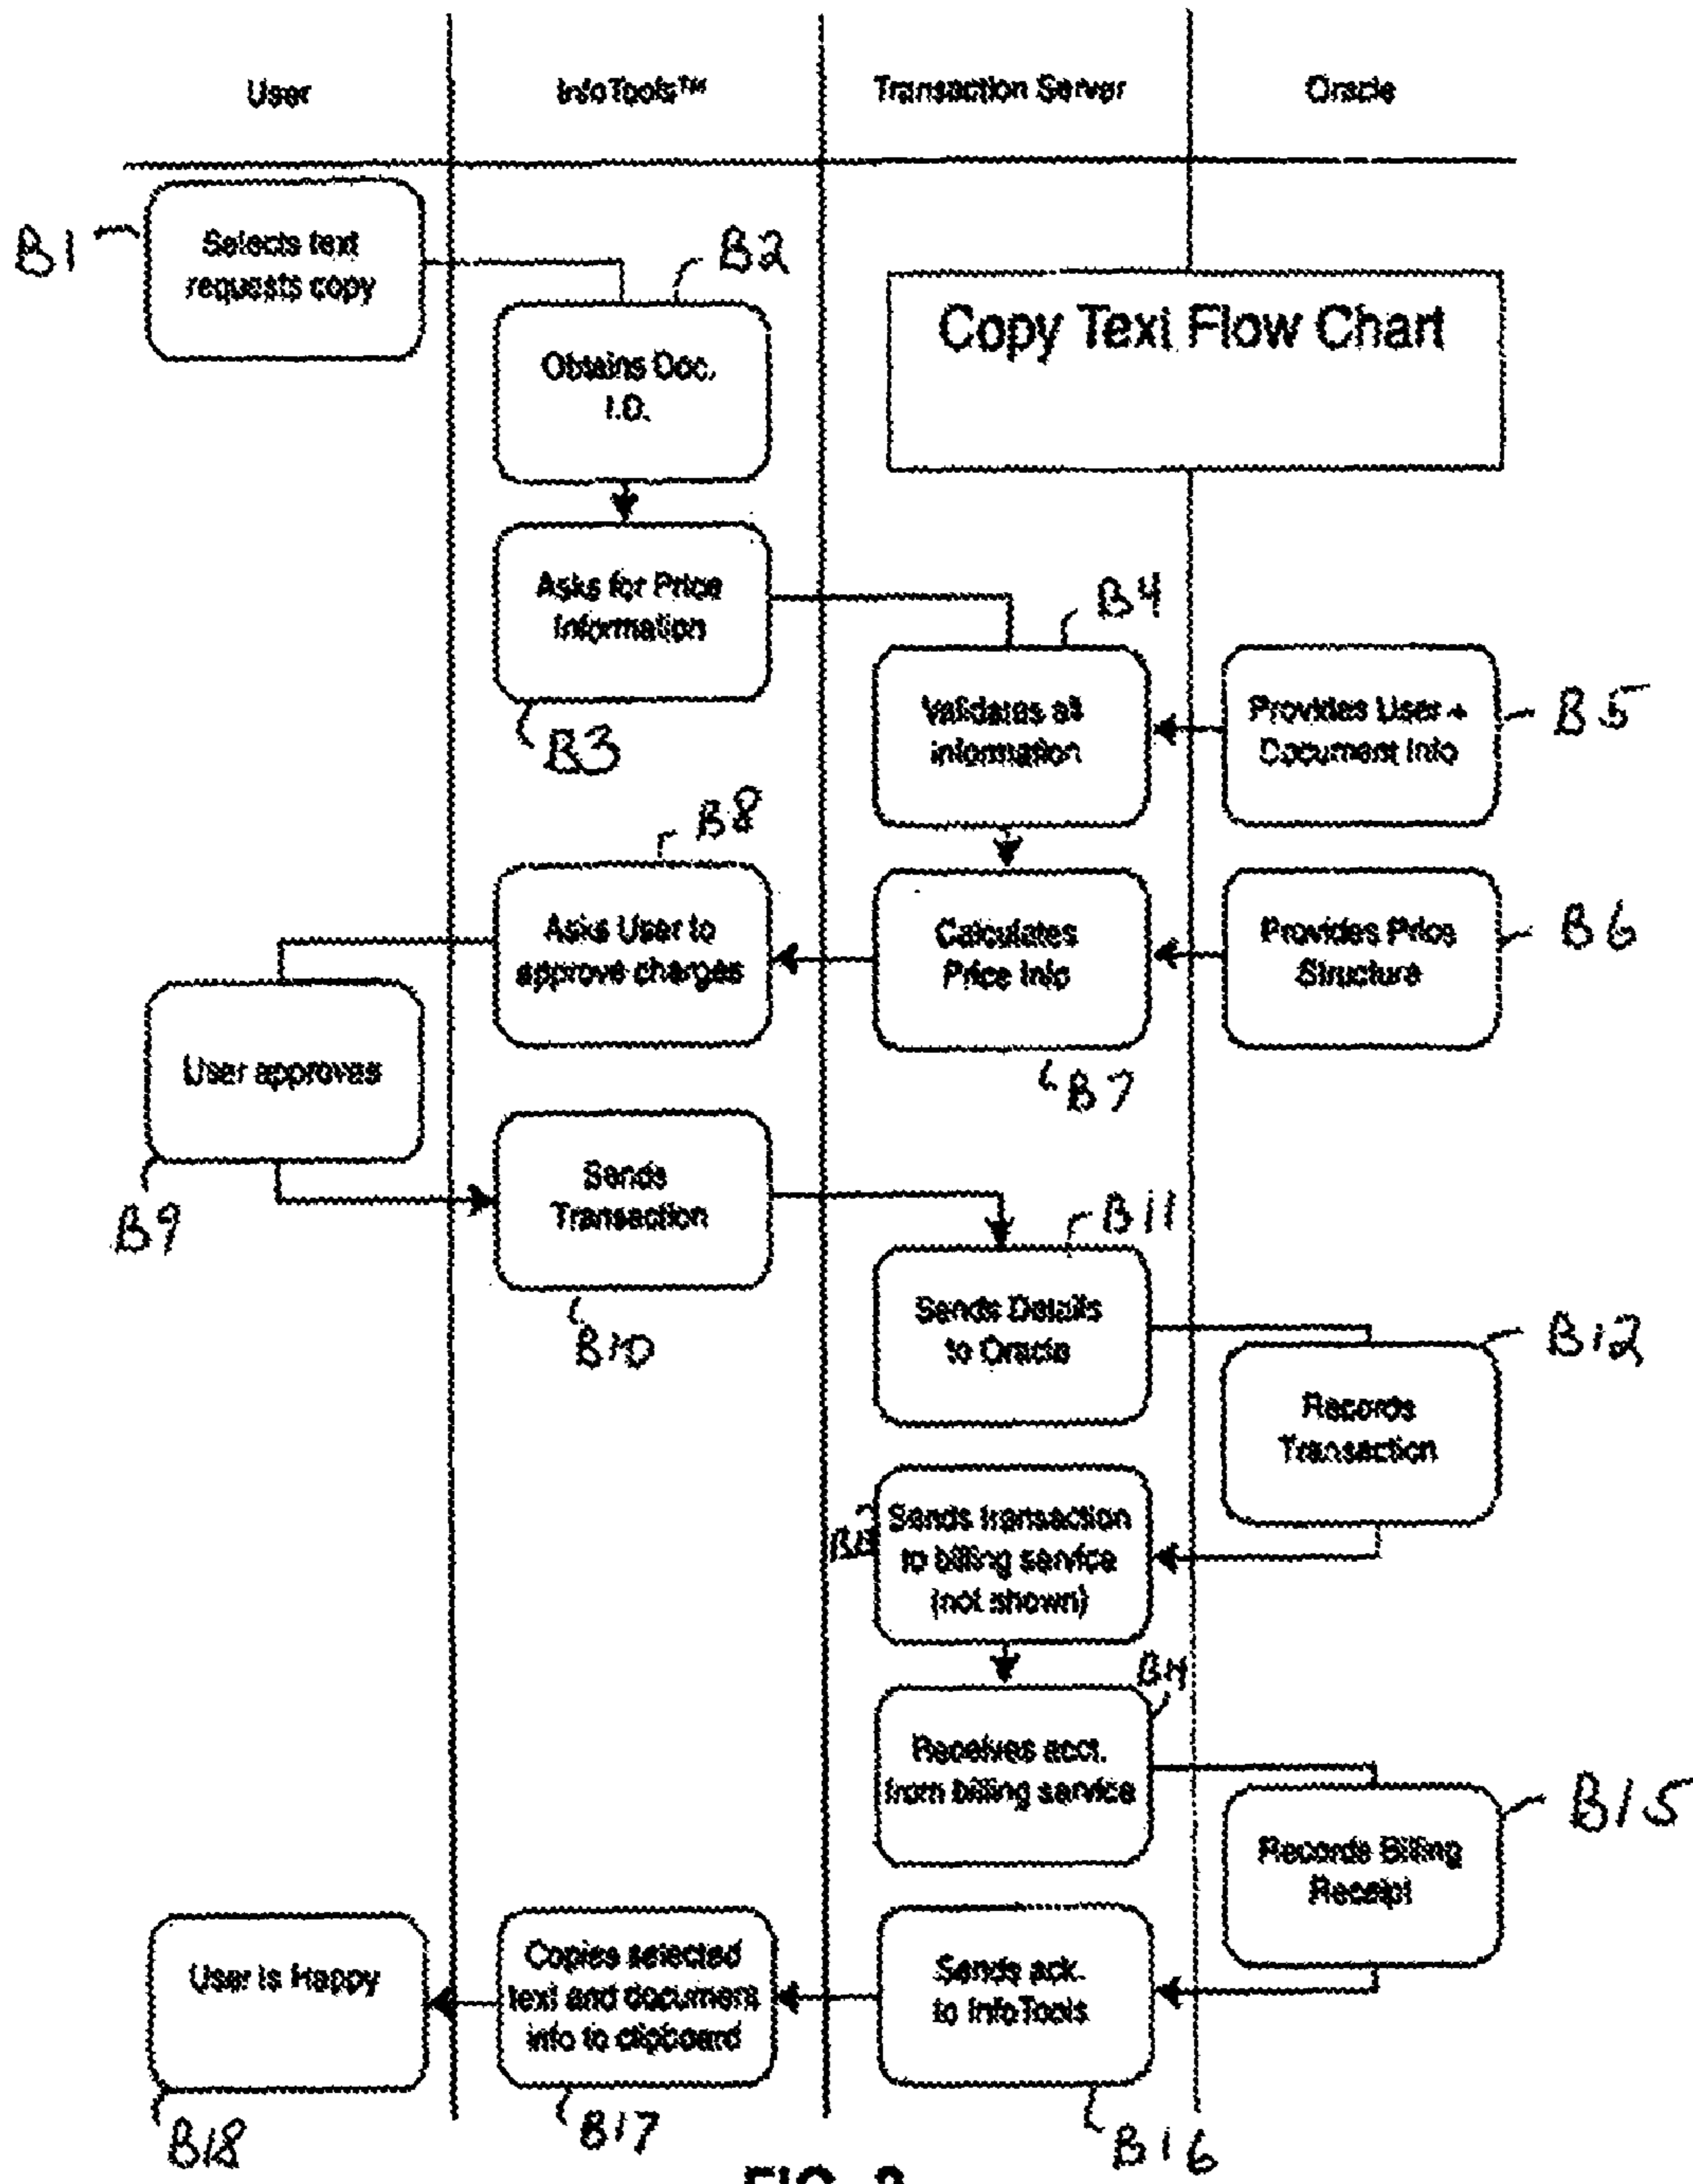 User
InfoTools™
Transaction Server
Oracle
Copy Text Flow Chart
B1
Selects text
requests copy
B2
Obtains Doc.
I.D.
Asks for Price
Information
B3
B4
Validates all
information
Provides User +
Document Info
B5
B8
Asks User to
approve charges
Calculates
Price Info
B7
Provides Price
Structure
B6
User approves
B9
Sends
Transaction
B10
B11
Sends Details
to Oracle
B12
Records
Transaction
Sends transaction
to billing service
(not shown)
B14
Receives acct.
from billing service
B15
Records Billing
Receipt
User is Happy
B18
Copies selected
text and document
info to clipboard
B17
Sends ack.
to InfoTools
B16
FIG.